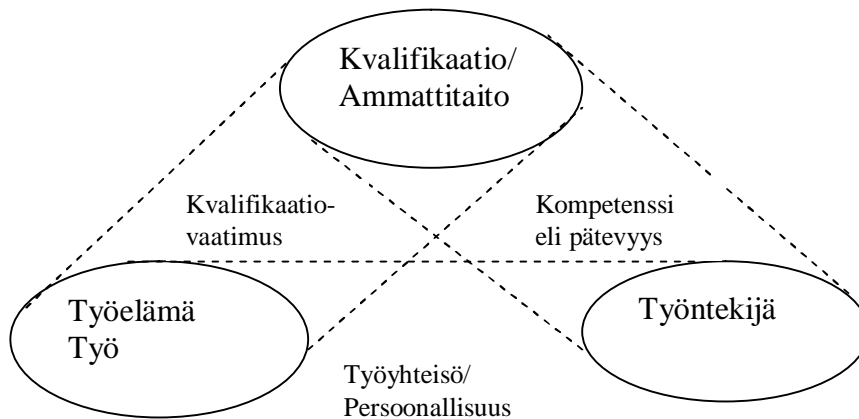 Kvalifikaatio/
Ammattitaito
Kvalifikaatio-
vaatimus
Kompetenssi
eli pätevyys
Työelämä
Työ
Työntekijä
Työyhteisö/
Persoonallisuus